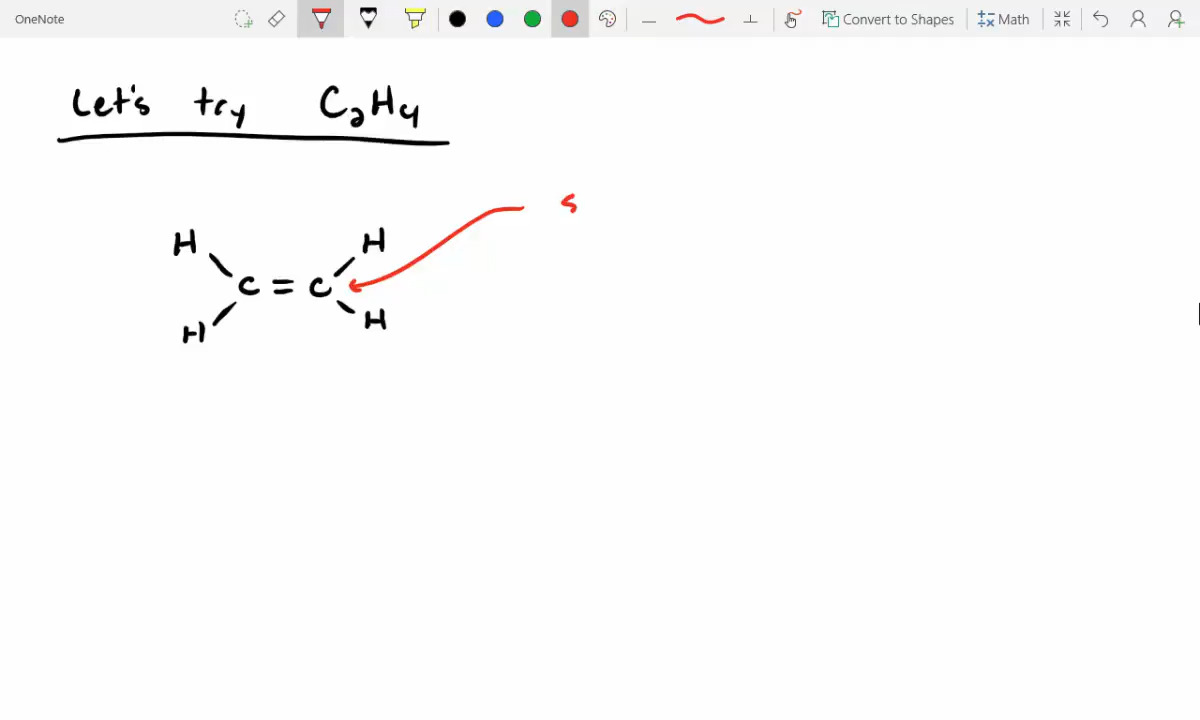 OneNote
Convert to Shapes
Math
Let's try C2H4
s
H H
C = C
H H